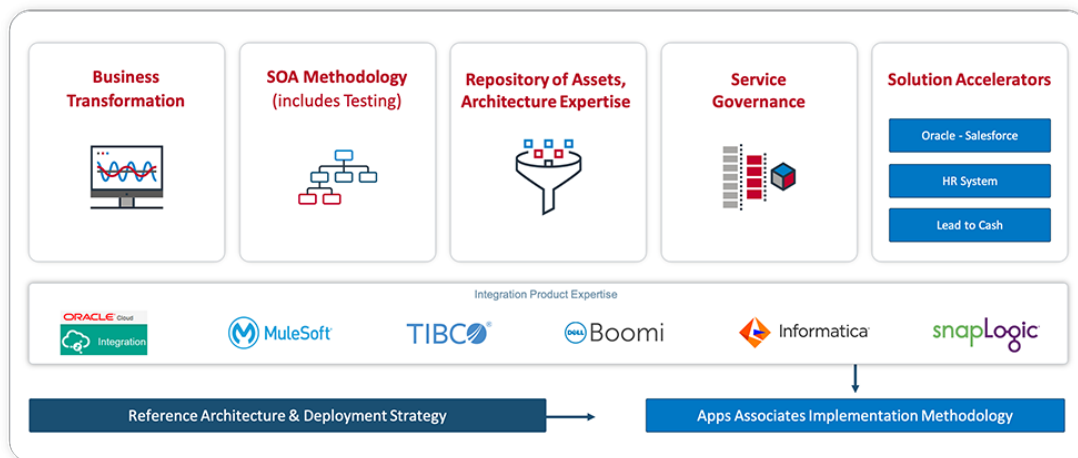 Business
Transformation
SOA Methodology
(includes Testing)
Repository of Assets,
Architecture Expertise
Service
Governance
Solution Accelerators
Oracle - Salesforce
HR System
Lead to Cash
Integration Product Expertise
ORACLE Cloud
Integration
MuleSoft
TIBCO®
DELL Boomi
Informatica
snapLogic
Reference Architecture & Deployment Strategy
Apps Associates Implementation Methodology